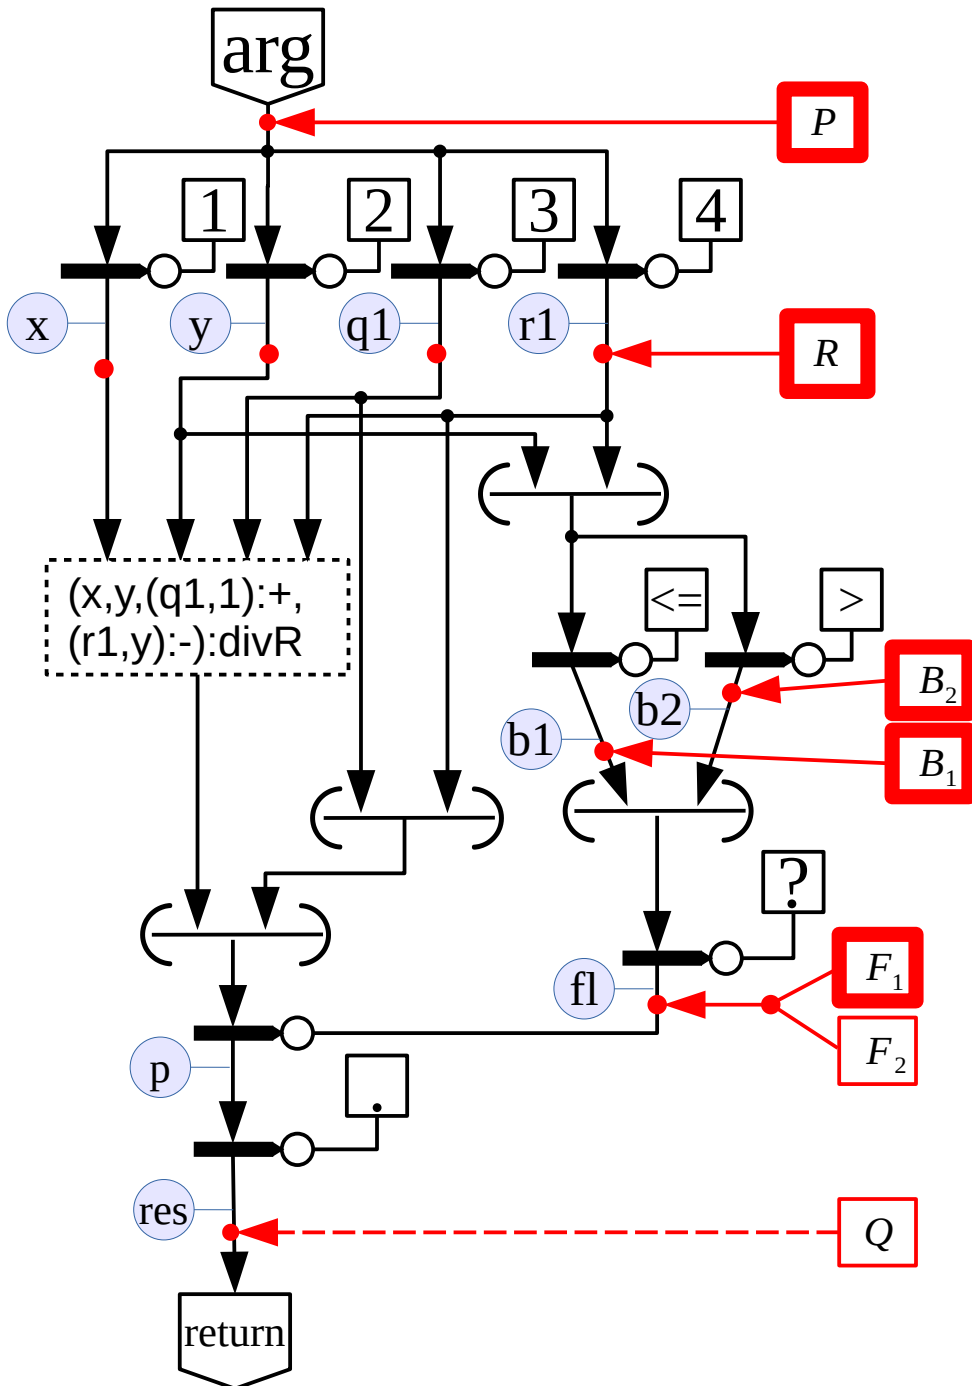 arg
P
1
2
3
4
x
y
q1
r1
R
(x,y,(q1,1):+,
(r1,y):-):divR
<=
>
b1
b2
B2
B1
?
fl
F1
F2
p
.
res
Q
return